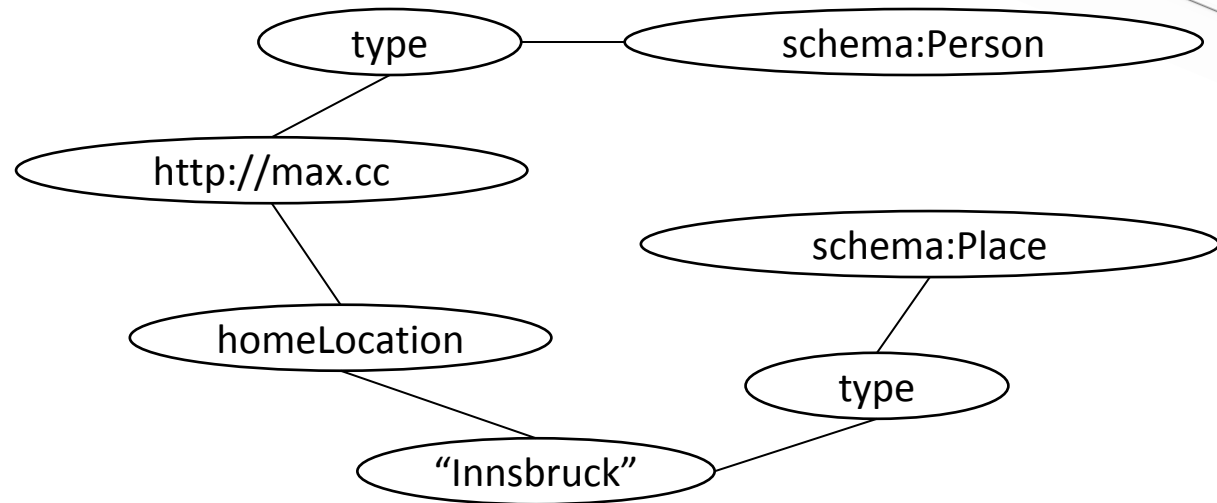 type
schema:Person
http://max.cc
schema:Place
homeLocation
type
“Innsbruck”